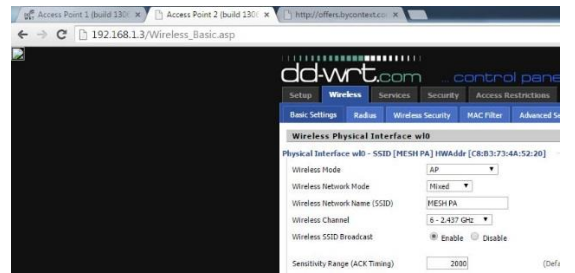 Access Point 1 (build 130
Access Point 2 (build 130
http://offers.bycontest.co
192.168.1.3/Wireless_Basic.asp
dd-wrt.com ... control pane
Setup Wireless Services Security Access Restrictions
Basic Settings Radius Wireless Security MAC Filter Advanced Se
Wireless Physical Interface wl0
Physical Interface wl0 - SSID [MESH PA] HWAddr [C8:B3:73:4A:52:20]
Wireless Mode AP
Wireless Network Mode Mixed
Wireless Network Name (SSID) MESH PA
Wireless Channel 6 - 2.437 GHz
Wireless SSID Broadcast Enable Disable
Sensitivity Range (ACK Timing) 2000 (Defa